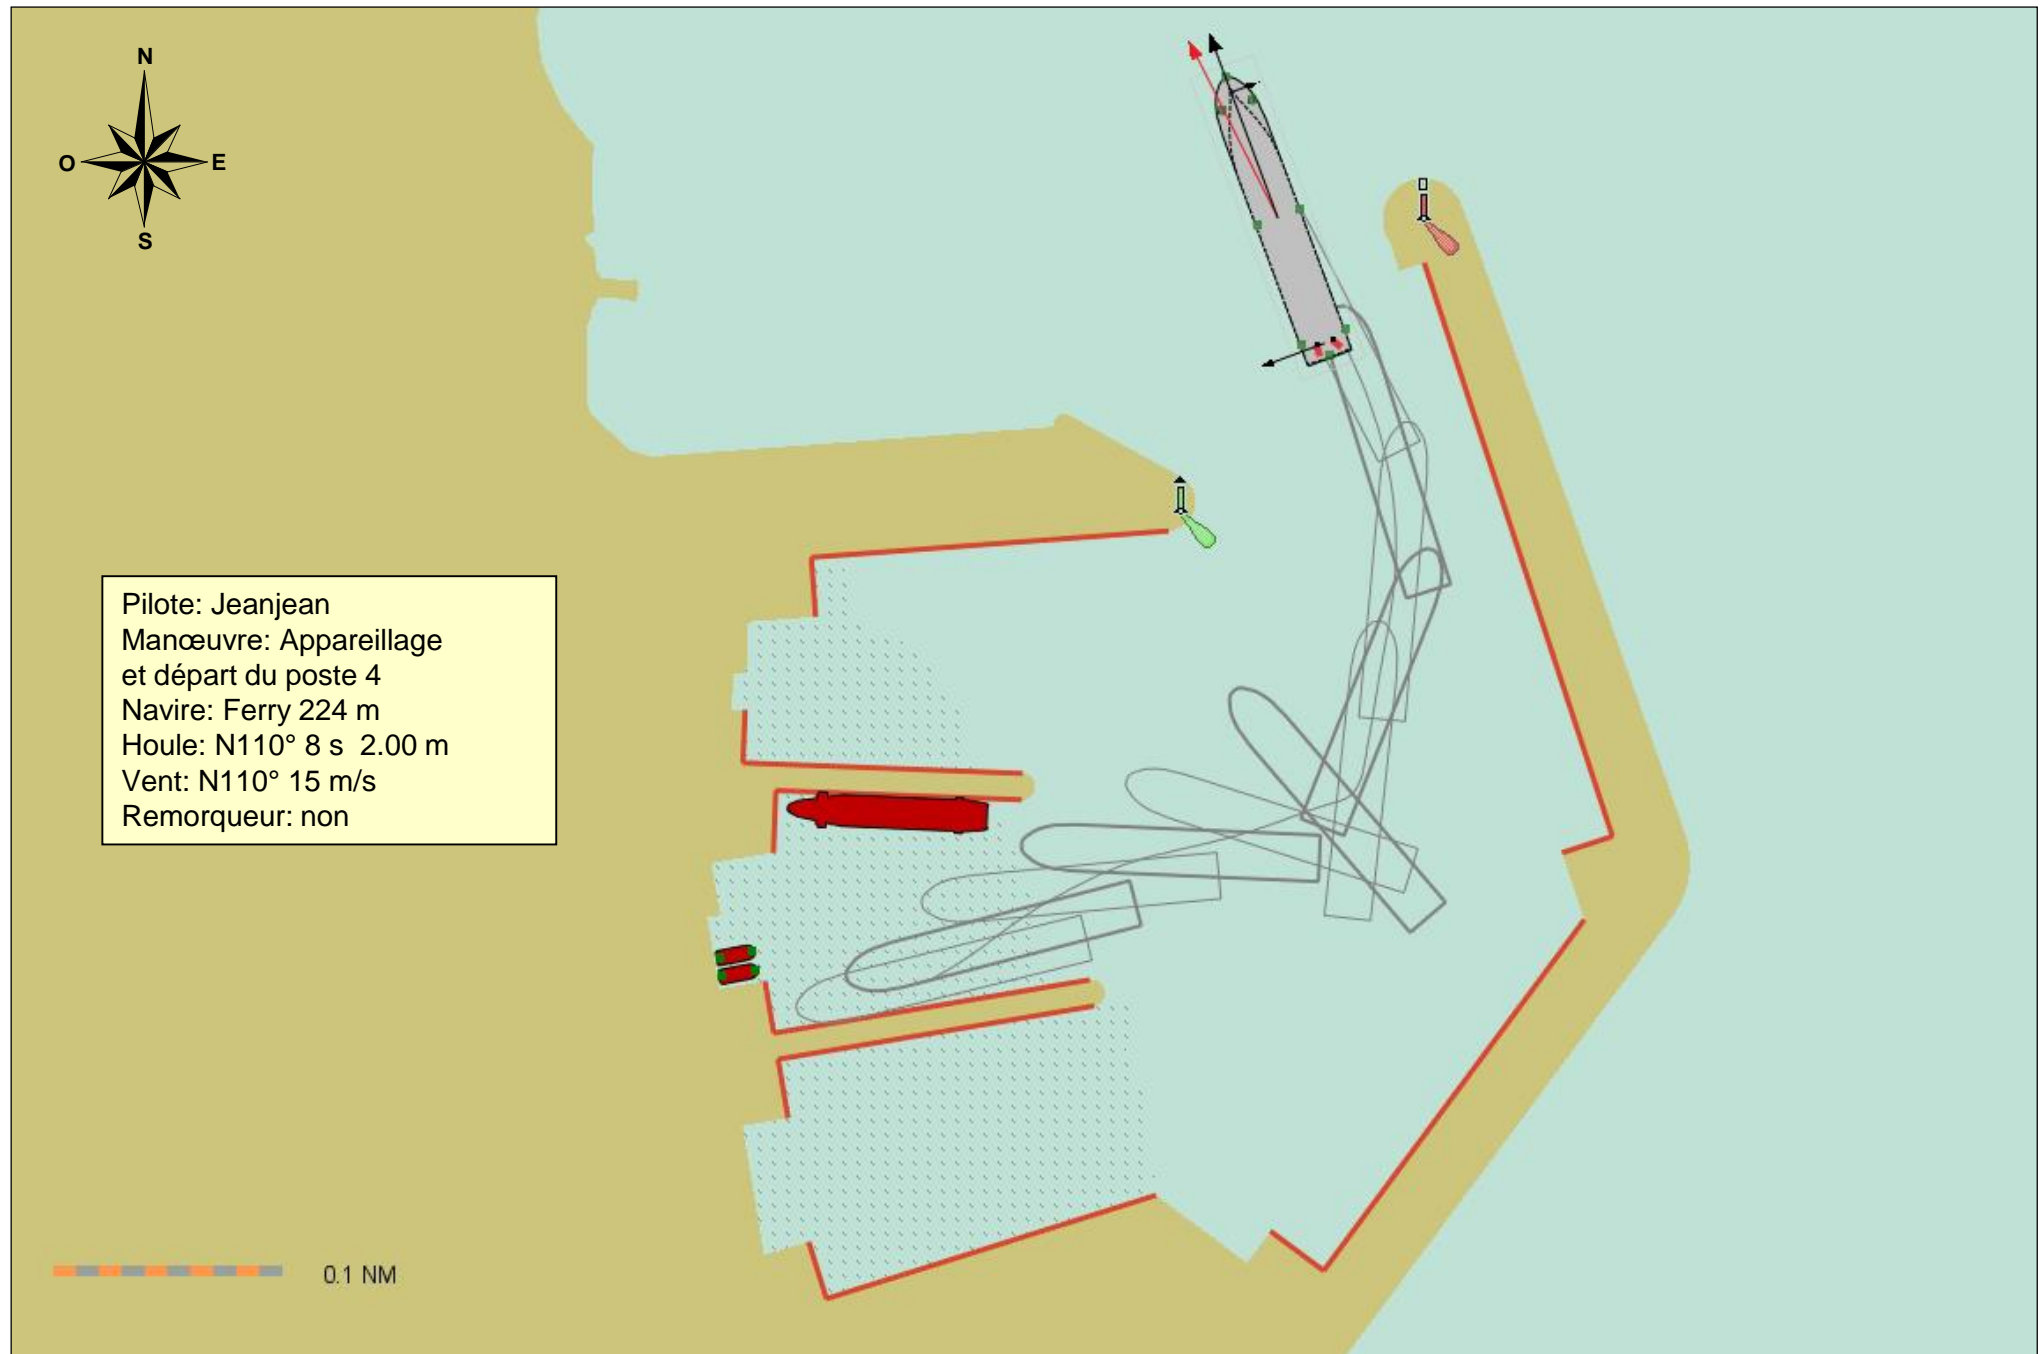 N
O
E
S
Pilote: Jeanjean
Manœuvre: Appareillage
et départ du poste 4
Navire: Ferry 224 m
Houle: N110° 8 s  2.00 m
Vent: N110° 15 m/s
Remorqueur: non
0.1 NM